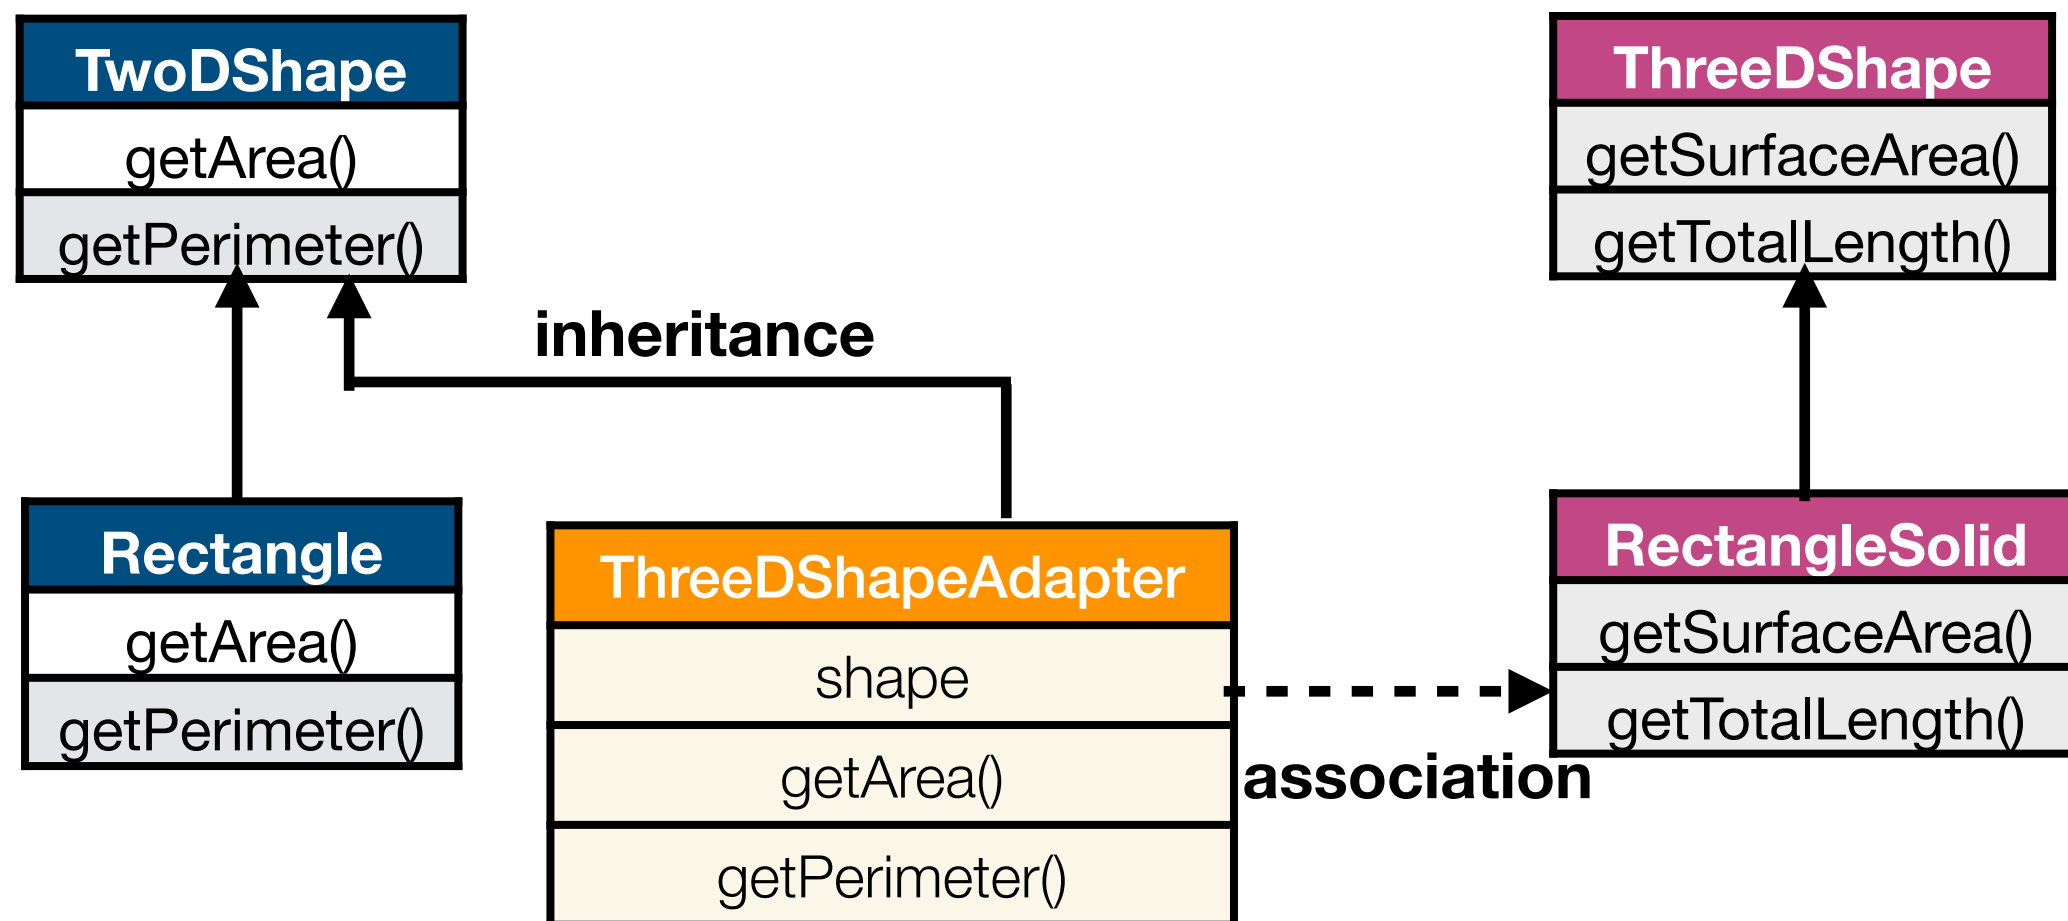 TwoDShape
getArea()
getPerimeter()
ThreeDShape
getSurfaceArea()
getTotalLength()
inheritance
Rectangle
getArea()
getPerimeter()
ThreeDShapeAdapter
shape
getArea()
getPerimeter()
association
RectangleSolid
getSurfaceArea()
getTotalLength()